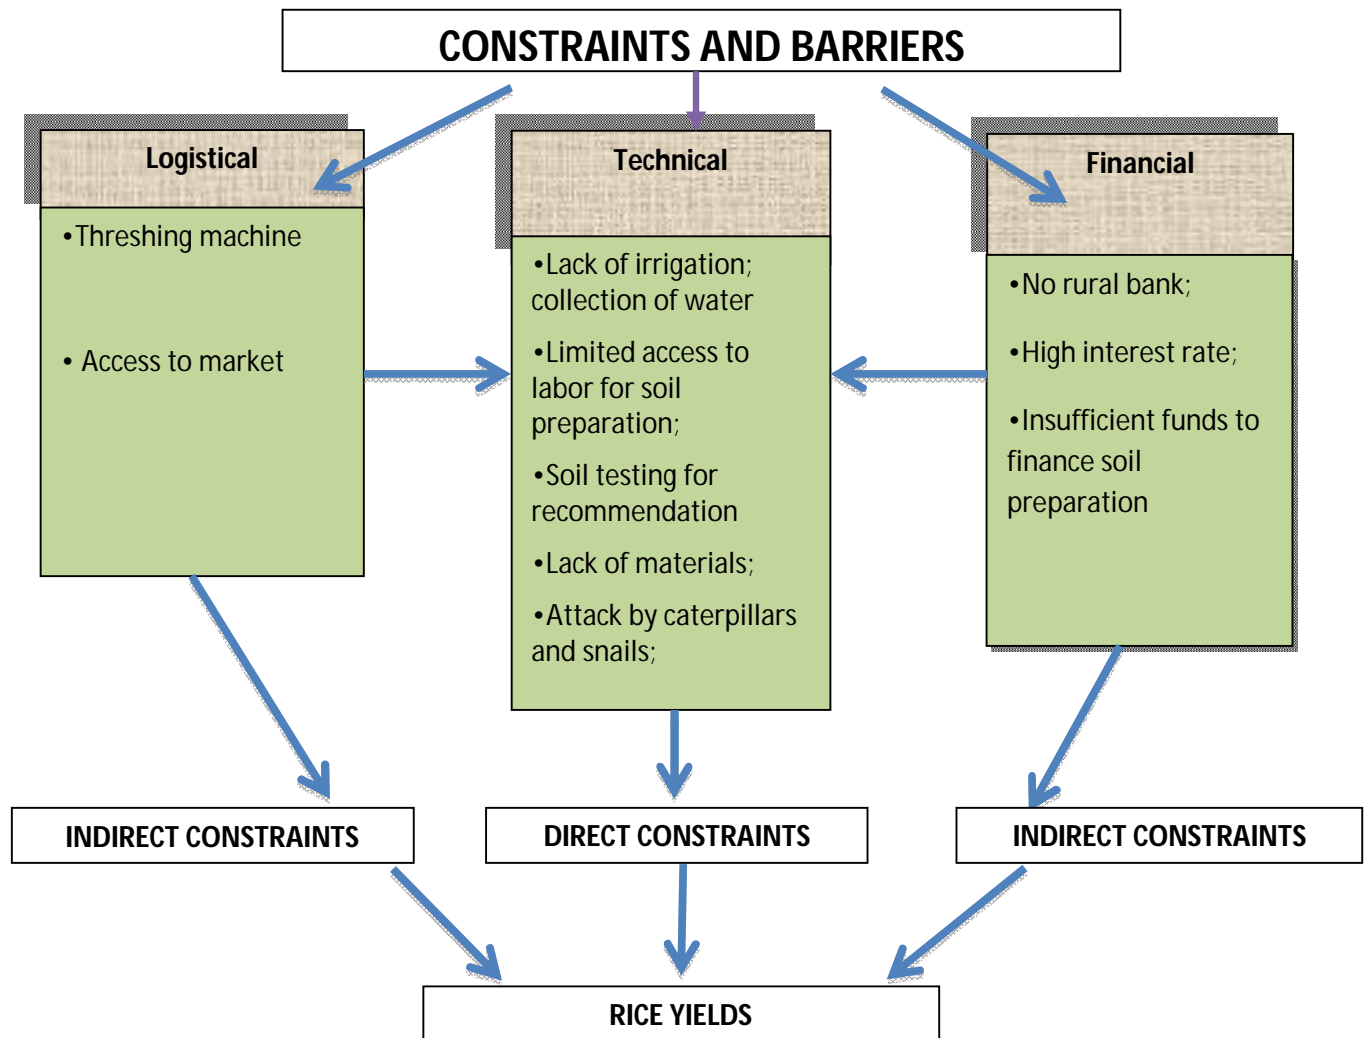 CONSTRAINTS AND BARRIERS
Logistical
•Threshing machine
• Access to market
Technical
•Lack of irrigation;
collection of water
•Limited access to
labor for soil
preparation;
•Soil testing for
recommendation
•Lack of materials;
•Attack by caterpillars
and snails;
Financial
•No rural bank;
•High interest rate;
•Insufficient funds to
finance soil
preparation
INDIRECT CONSTRAINTS
DIRECT CONSTRAINTS
INDIRECT CONSTRAINTS
RICE YIELDS